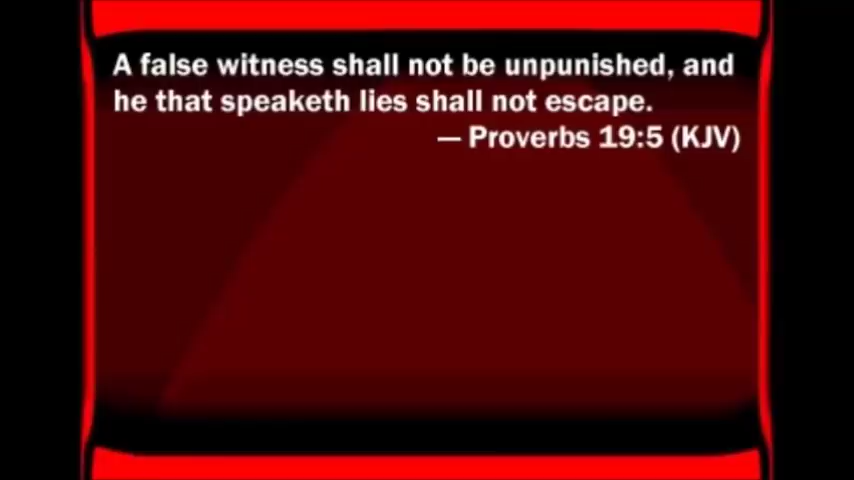 A false witness shall not be unpunished, and
he that speaketh lies shall not escape.
— Proverbs 19:5 (KJV)